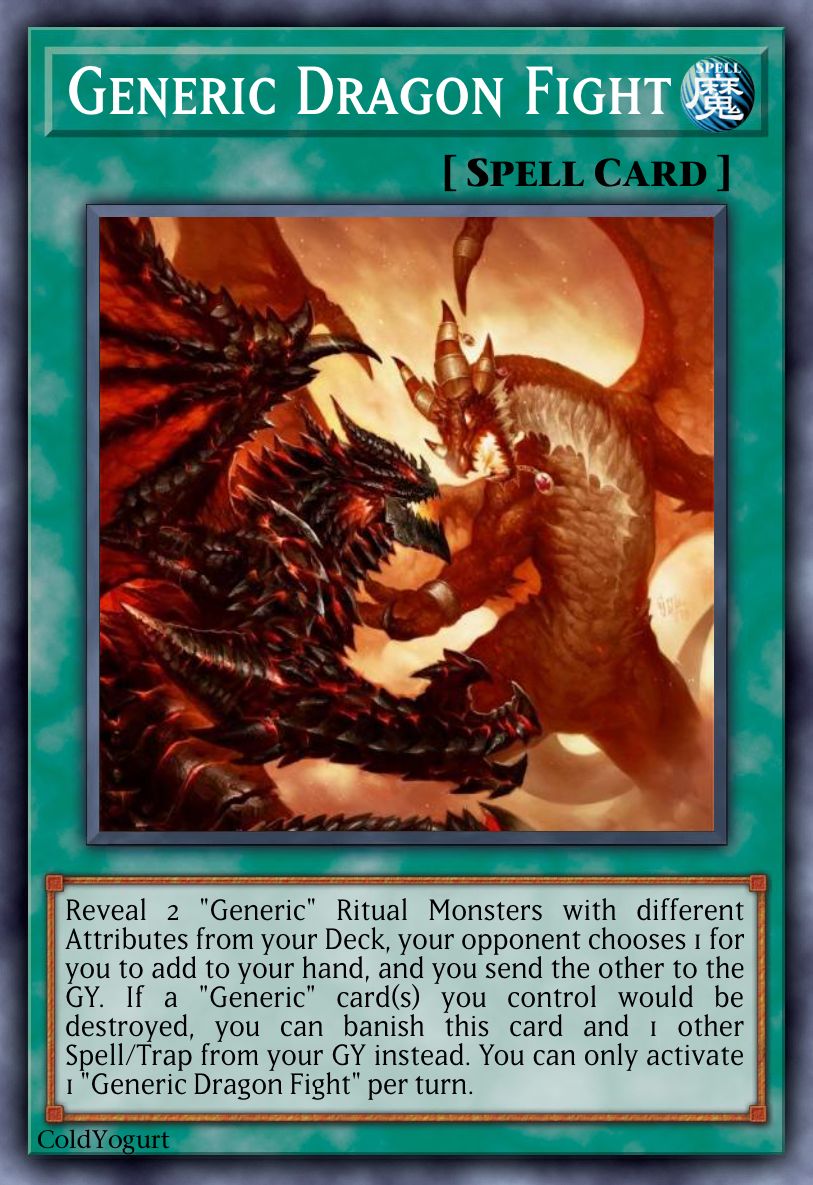 Generic Dragon Fight
SPELL
魔
[ Spell Card ]
Reveal 2 "Generic" Ritual Monsters with different
Attributes from your Deck, your opponent chooses 1 for
you to add to your hand, and you send the other to the
GY. If a "Generic" card(s) you control would be
destroyed, you can banish this card and 1 other
Spell/Trap from your GY instead. You can only activate
1 "Generic Dragon Fight" per turn.
ColdYogurt